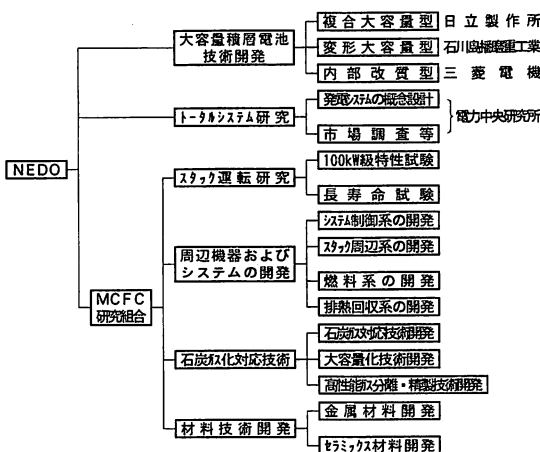 NEDO
大容量積層電池
技術開発
複合大容量型 日立製作所
変形大容量型 石川島播磨重工業
内部改質型 三菱電機
ﾄｰﾀﾙｼｽﾃﾑ研究
発電ｼｽﾃﾑの概念設計
市場調査等
電力中央研究所
MCFC
研究組合
ｽﾀｯｸ運転研究
100kW級特性試験
長寿命試験
周辺機器および
システムの開発
ｼｽﾃﾑ制御系の開発
ｽﾀｯｸ周辺系の開発
燃料系の開発
排熱回収系の開発
石炭ｶﾞｽ化対応技術
石炭ｶﾞｽ対応技術開発
大容量化技術開発
高性能ｶﾞｽ分離・精製技術開発
材料技術開発
金属材料開発
ｾﾗﾐｯｸｽ材料開発